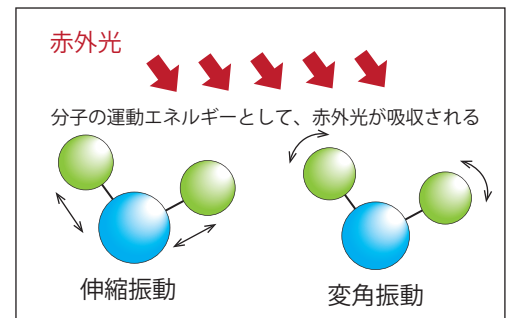 赤外光
分子の運動エネルギーとして、赤外光が吸収される
伸縮振動
変角振動